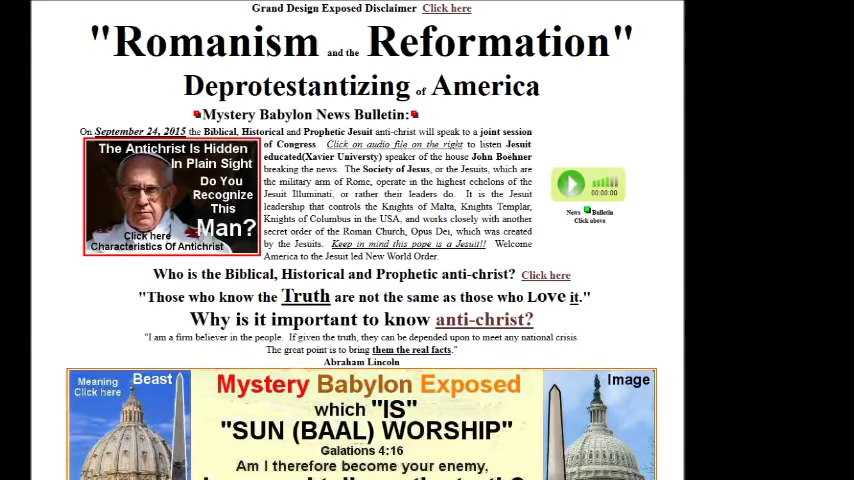 Grand Design Exposed Disclaimer Click here
"Romanism and the Reformation"
Deprotestantizing of America
Mystery Babylon News Bulletin:
On September 24, 2015 the Biblical, Historical and Prophetic Jesuit anti-christ will speak to a joint session
of Congress. Click on audio file on the right to listen Jesuit
educated(Xavier Universty) speaker of the house John Boehner
breaking the news. The Society of Jesus, or the Jesuits, which are
the military arm of Rome, operate in the highest echelons of the
Jesuit Illuminati, or rather their leaders do. It is the Jesuit
leadership that controls the Knights of Malta, Knights Templar,
Knights of Columbus in the USA, and works closely with another
secret order of the Roman Church, Opus Dei, which was created
by the Jesuits. Keep in mind this pope is a Jesuit!! Welcome
America to the Jesuit led New World Order.
The Antichrist Is Hidden
In Plain Sight
Do You
Recognize
This
Man?
Click here
Characteristics Of Antichrist
00:00:00
News Bulletin
Click above
Who is the Biblical, Historical and Prophetic anti-christ? Click here
"Those who know the Truth are not the same as those who Love it."
Why is it important to know anti-christ?
"I am a firm believer in the people. If given the truth, they can be depended upon to meet any national crisis.
The great point is to bring them the real facts."
Abraham Lincoln
Meaning
Click here
Beast
Mystery Babylon Exposed
which "IS"
"SUN (BAAL) WORSHIP"
Galations 4:16
Am I therefore become your enemy,
Image